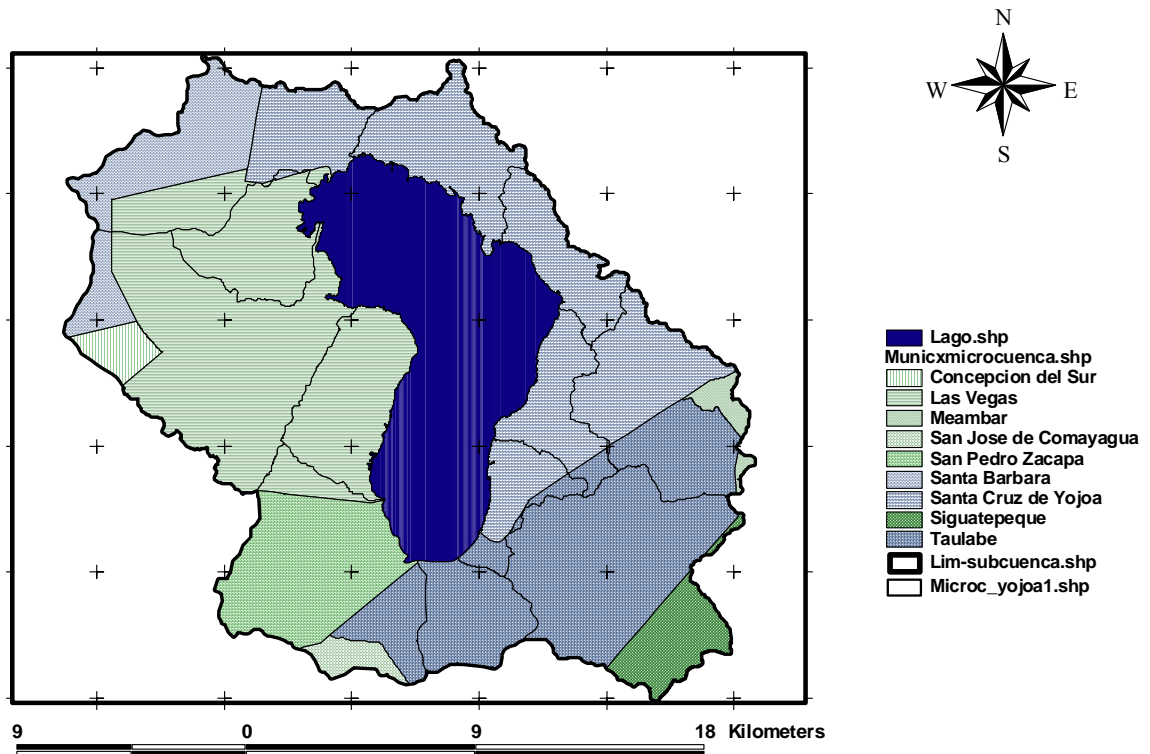 N
W E
S
Lago.shp
Municxmicrocuenca.shp
Concepcion del Sur
Las Vegas
Meambar
San Jose de Comayagua
San Pedro Zacapa
Santa Barbara
Santa Cruz de Yojoa
Siguatepeque
Taulabe
Lim-subcuenca.shp
Microc_yojoa1.shp
9 0 9 18 Kilometers